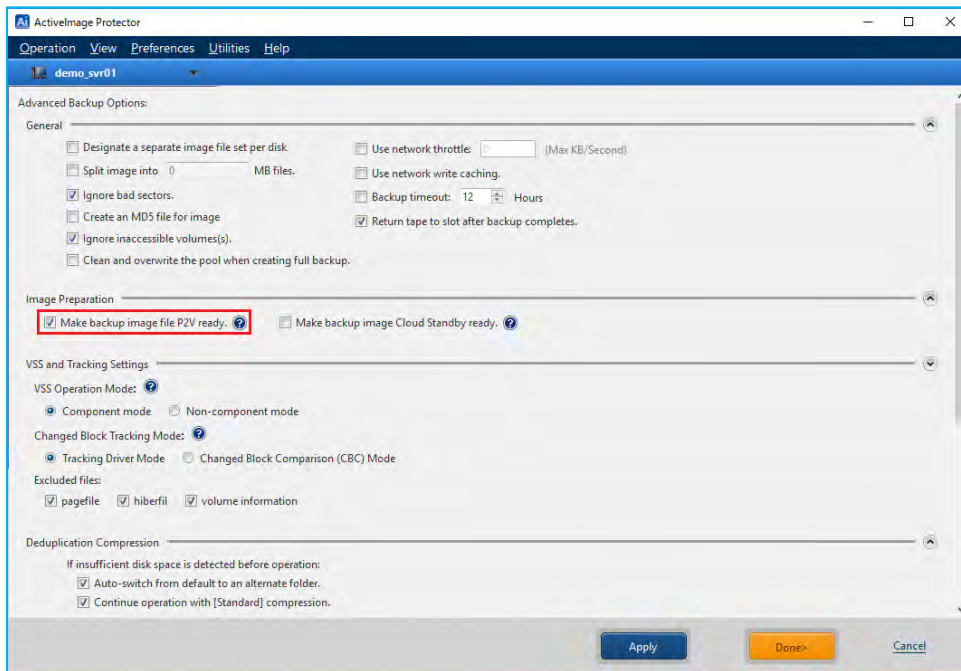 Ai ActiveImage Protector
Operation View Preferences Utilities Help
demo_svr01
Advanced Backup Options:
General
Designate a separate image file set per disk
Use network throttle: 0 (Max KB/Second)
Split image into 0 MB files.
Use network write caching.
Ignore bad sectors.
Backup timeout: 12 Hours
Create an MD5 file for image
Return tape to slot after backup completes.
Ignore inaccessible volumes(s).
Clean and overwrite the pool when creating full backup.
Image Preparation
Make backup image file P2V ready. ?
Make backup image Cloud Standby ready. ?
VSS and Tracking Settings
VSS Operation Mode: ?
Component mode Non-component mode
Changed Block Tracking Mode: ?
Tracking Driver Mode Changed Block Comparison (CBC) Mode
Excluded files:
pagefile hiberfil volume information
Deduplication Compression
If insufficient disk space is detected before operation:
Auto-switch from default to an alternate folder.
Continue operation with [Standard] compression.
Apply Done> Cancel